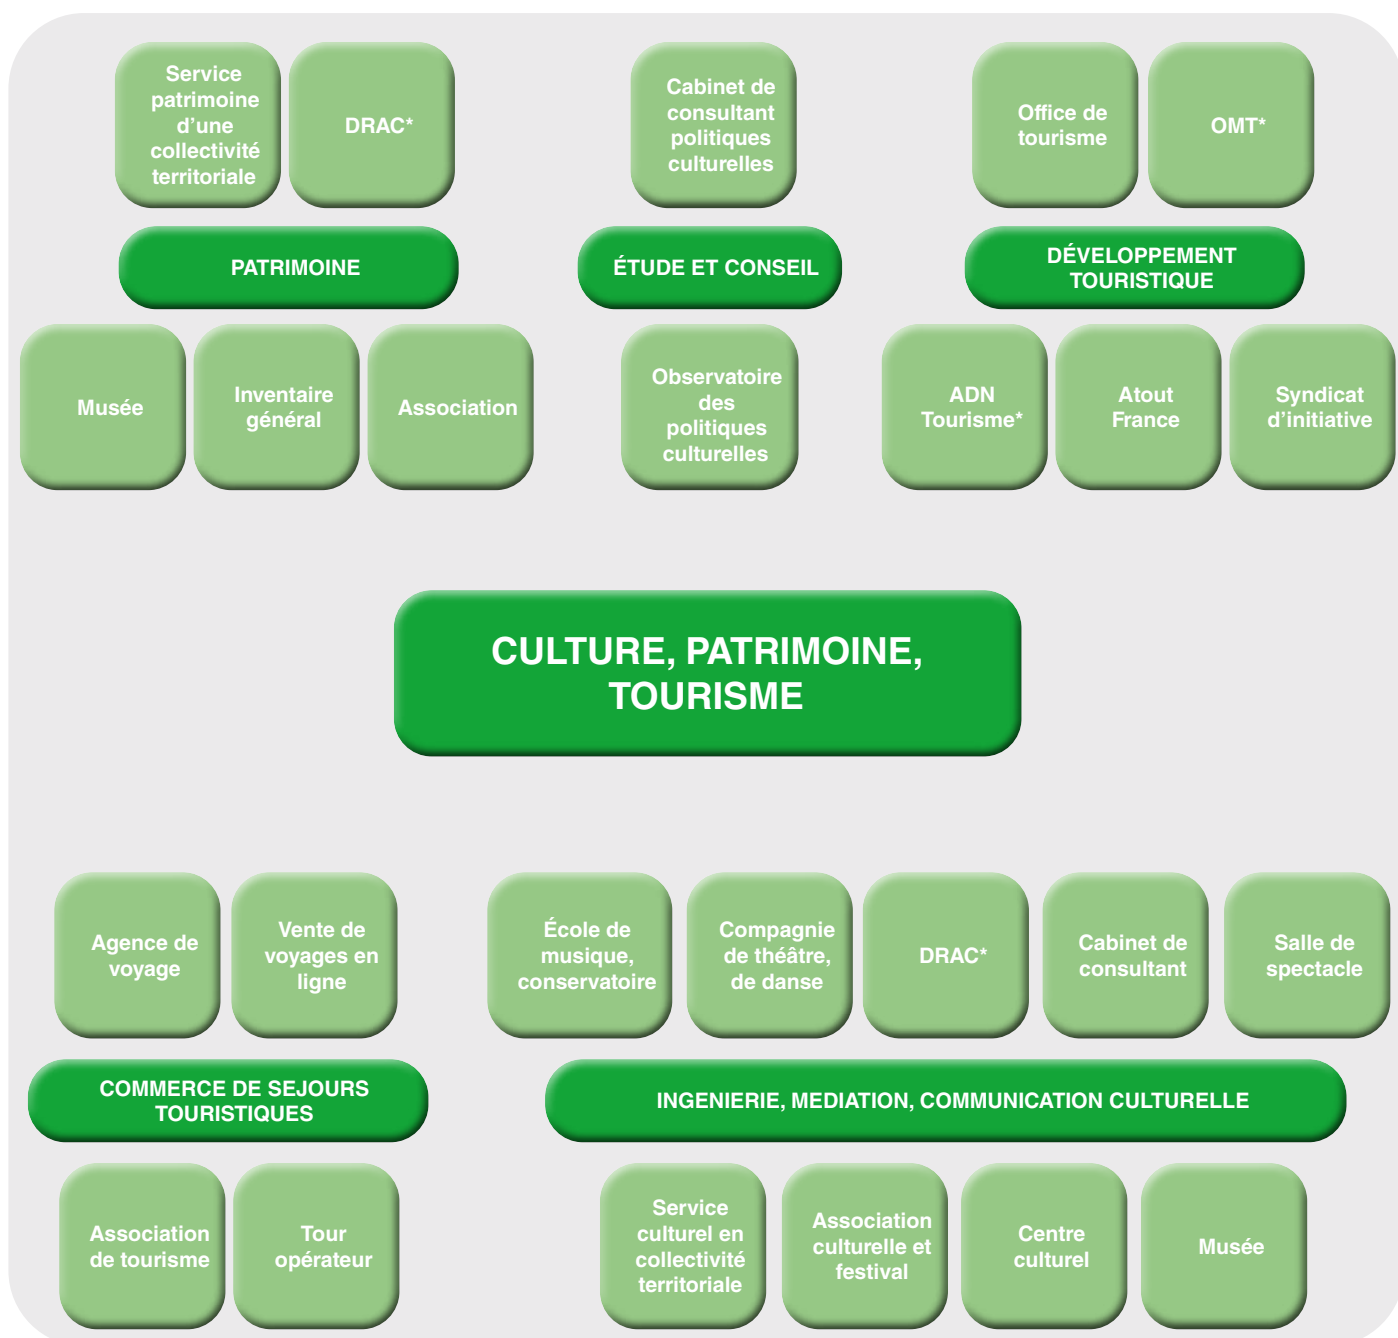 Service
patrimoine
d’une
collectivité
territoriale
DRAC*
Cabinet de
consultant
politiques
culturelles
Office de
tourisme
OMT*
PATRIMOINE
ÉTUDE ET CONSEIL
DÉVELOPPEMENT
TOURISTIQUE
Musée
Inventaire
général
Association
Observatoire
des
politiques
culturelles
ADN
Tourisme*
Atout
France
Syndicat
d’initiative
CULTURE, PATRIMOINE,
TOURISME
Agence de
voyage
Vente de
voyages en
ligne
École de
musique,
conservatoire
Compagnie
de théâtre,
de danse
DRAC*
Cabinet de
consultant
Salle de
spectacle
COMMERCE DE SEJOURS
TOURISTIQUES
INGENIERIE, MEDIATION, COMMUNICATION CULTURELLE
Association
de tourisme
Tour
opérateur
Service
culturel en
collectivité
territoriale
Association
culturelle et
festival
Centre
culturel
Musée